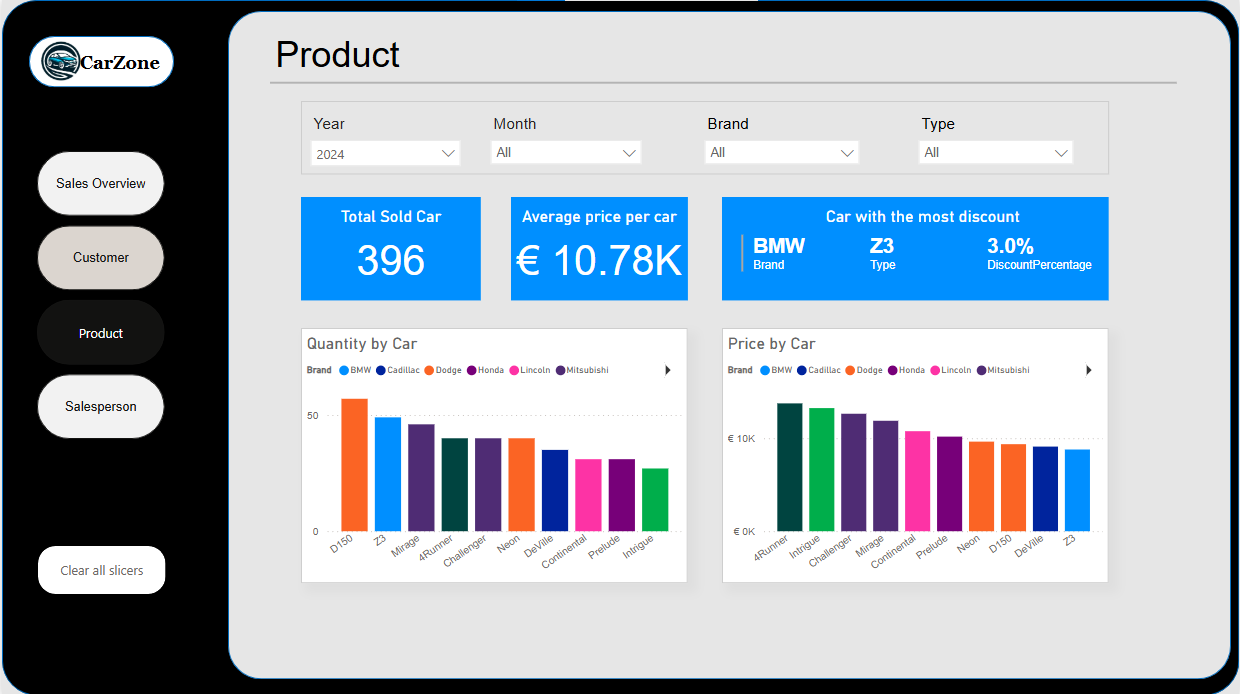 CarZone
Product
Year
Month
Brand
Type
2024
All
All
All
Sales Overview
Customer
Product
Salesperson
Clear all slicers
Total Sold Car
396
Average price per car
€ 10.78K
Car with the most discount
BMW
Brand
Z3
Type
3.0%
DiscountPercentage
Quantity by Car
Brand BMW Cadillac Dodge Honda Lincoln Mitsubishi
50
0
D150
Z3
Mirage
4Runner
Challenger
Neon
DeVille
Continental
Prelude
Intrigue
Price by Car
Brand BMW Cadillac Dodge Honda Lincoln Mitsubishi
€ 10K
€ 0K
4Runner
Intrigue
Challenger
Mirage
Continental
Prelude
Neon
D150
DeVille
Z3